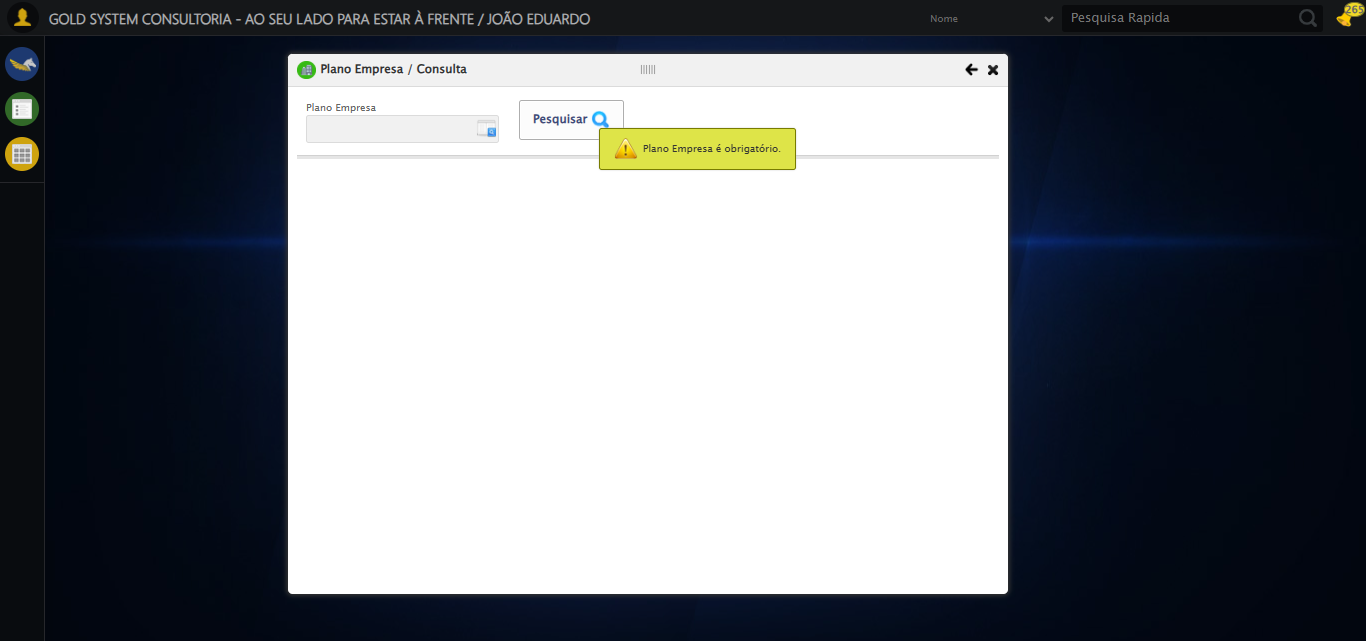 GOLD SYSTEM CONSULTORIA - AO SEU LADO PARA ESTAR À FRENTE / JOÃO EDUARDO
Nome
Pesquisa Rapida
265
Plano Empresa / Consulta
Plano Empresa
Pesquisar
Plano Empresa é obrigatório.